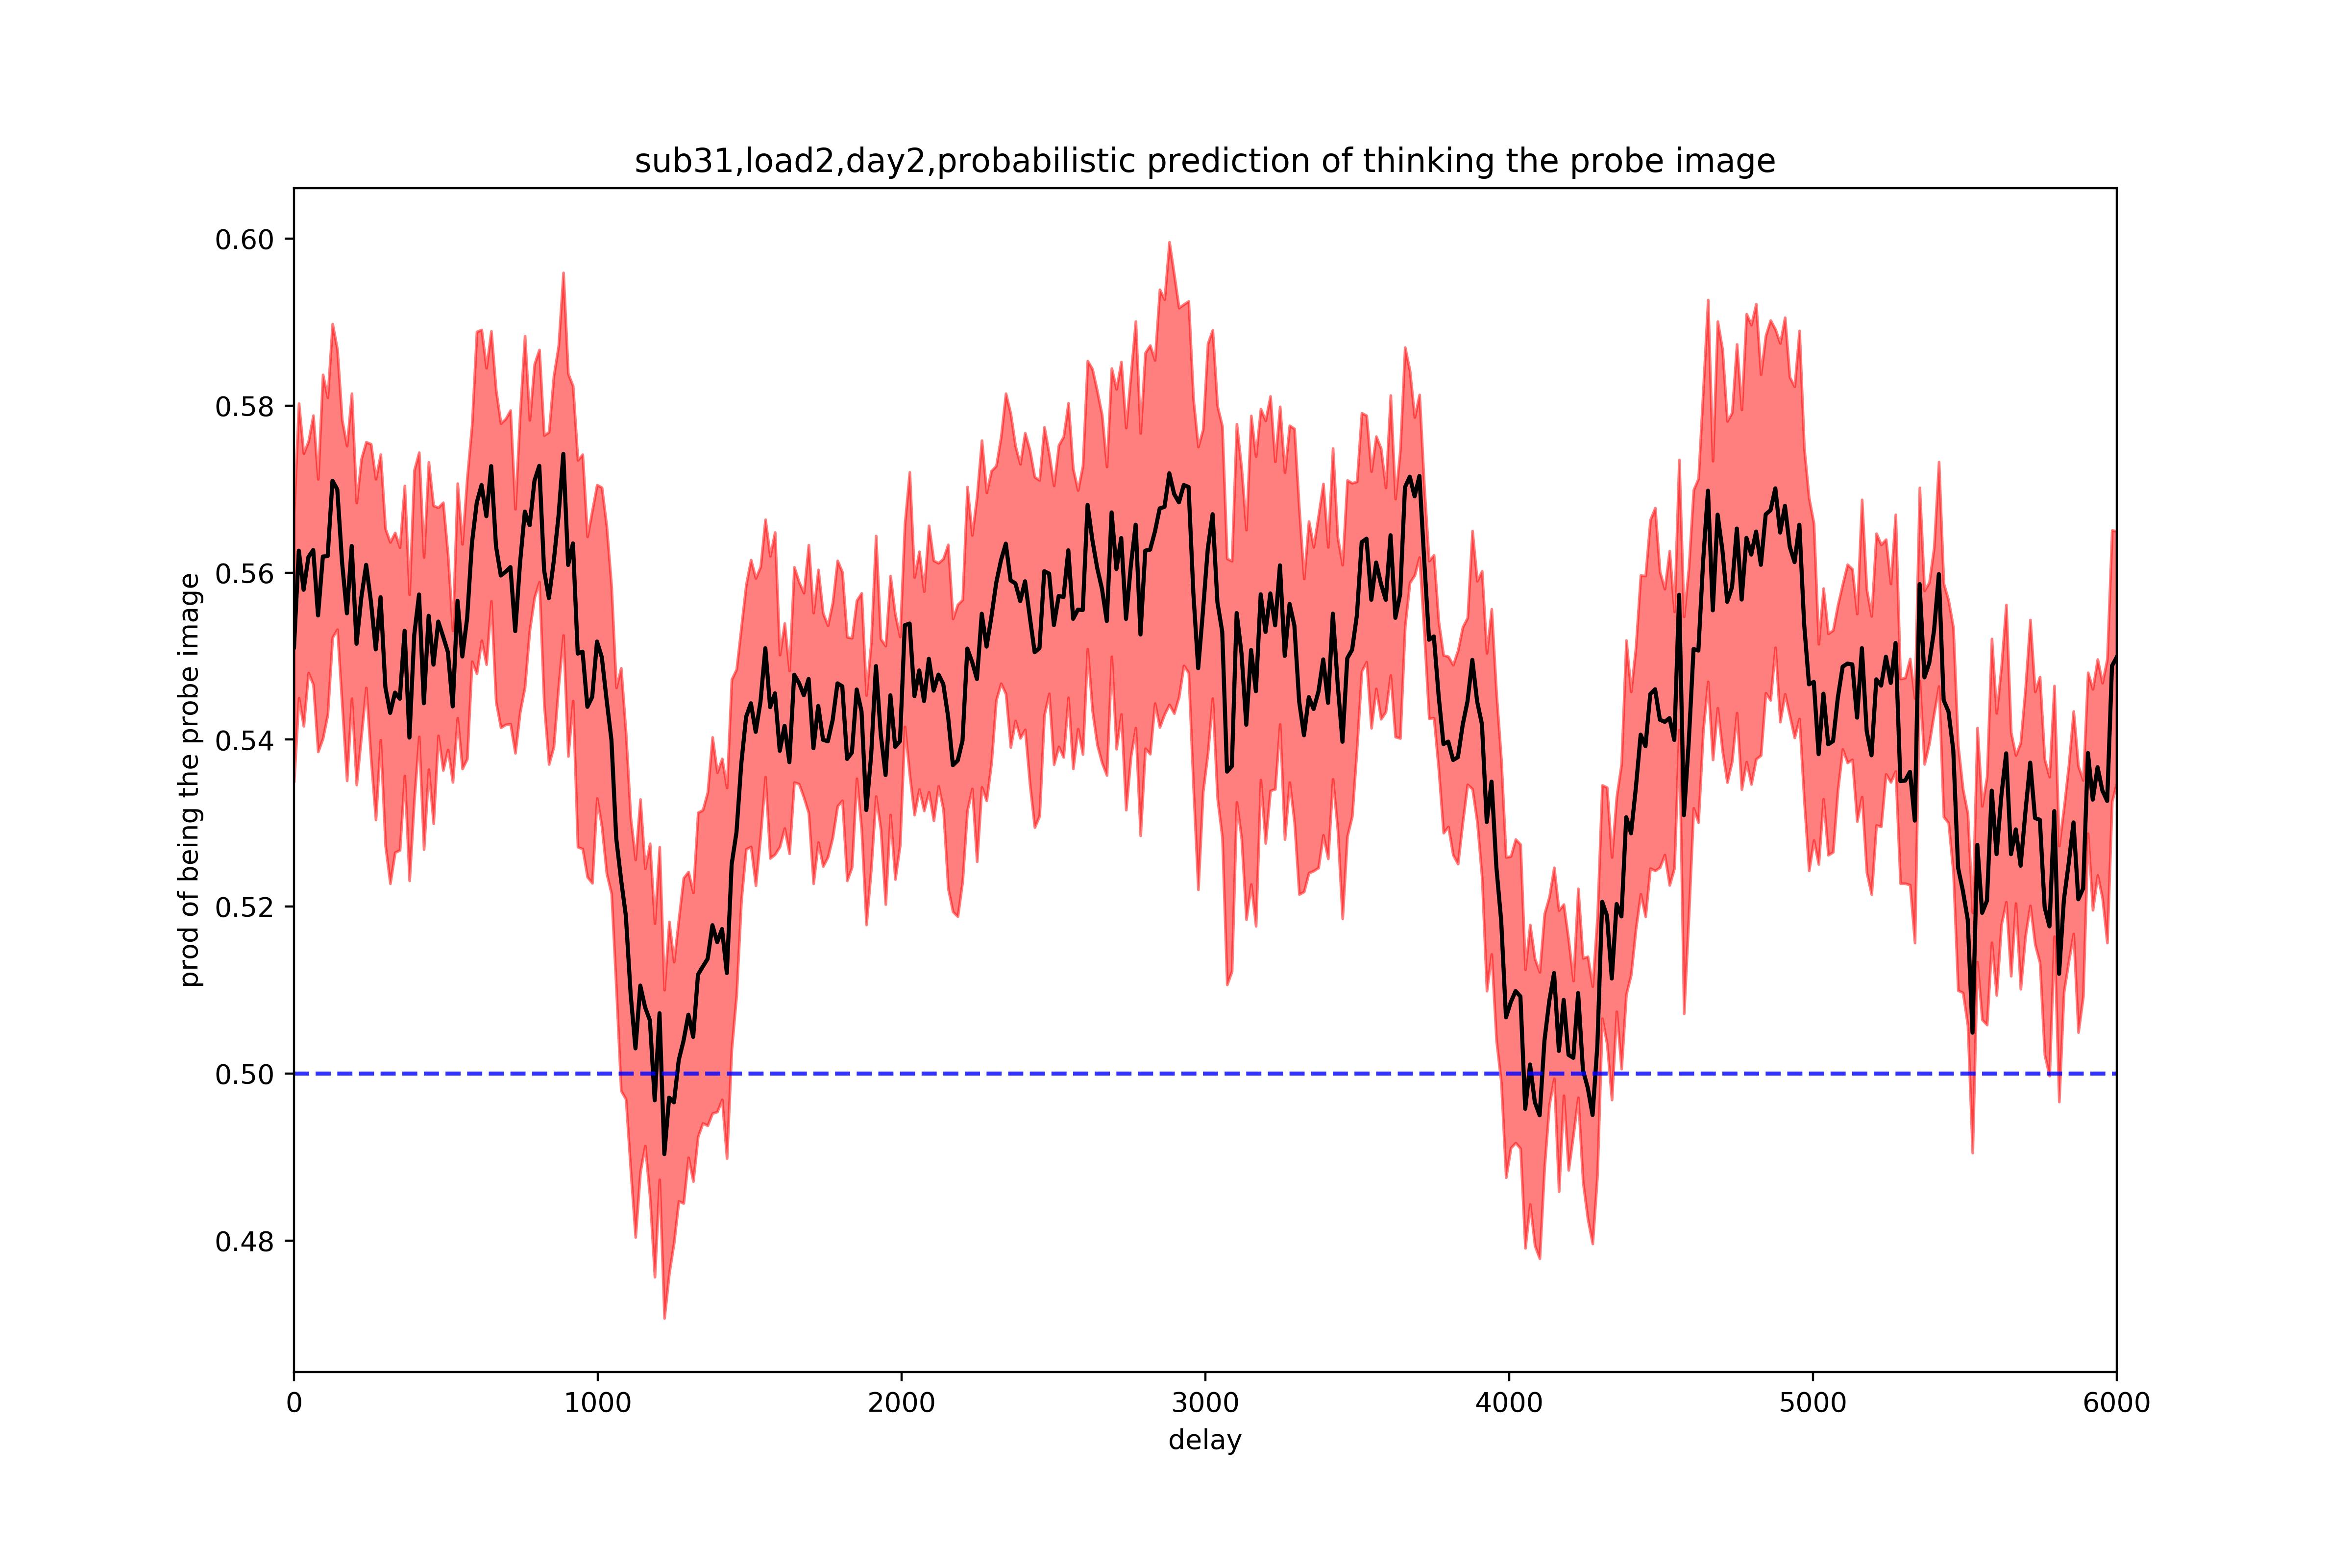 sub31,load2,day2,probabilistic prediction of thinking the probe image
prod of being the probe image
0.60
0.58
0.56
0.54
0.52
0.50
0.48
0 1000 2000 3000 4000 5000 6000
delay